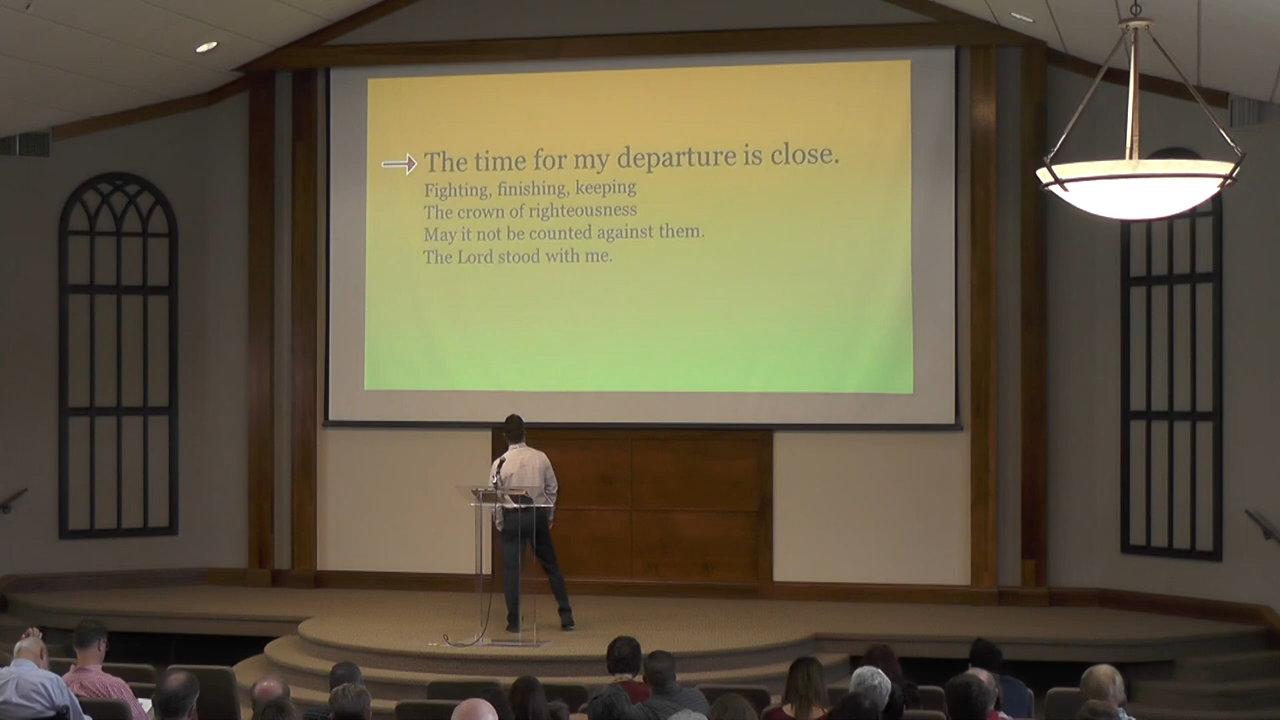 The time for my departure is close.
Fighting, finishing, keeping
The crown of righteousness
May it not be counted against them.
The Lord stood with me.